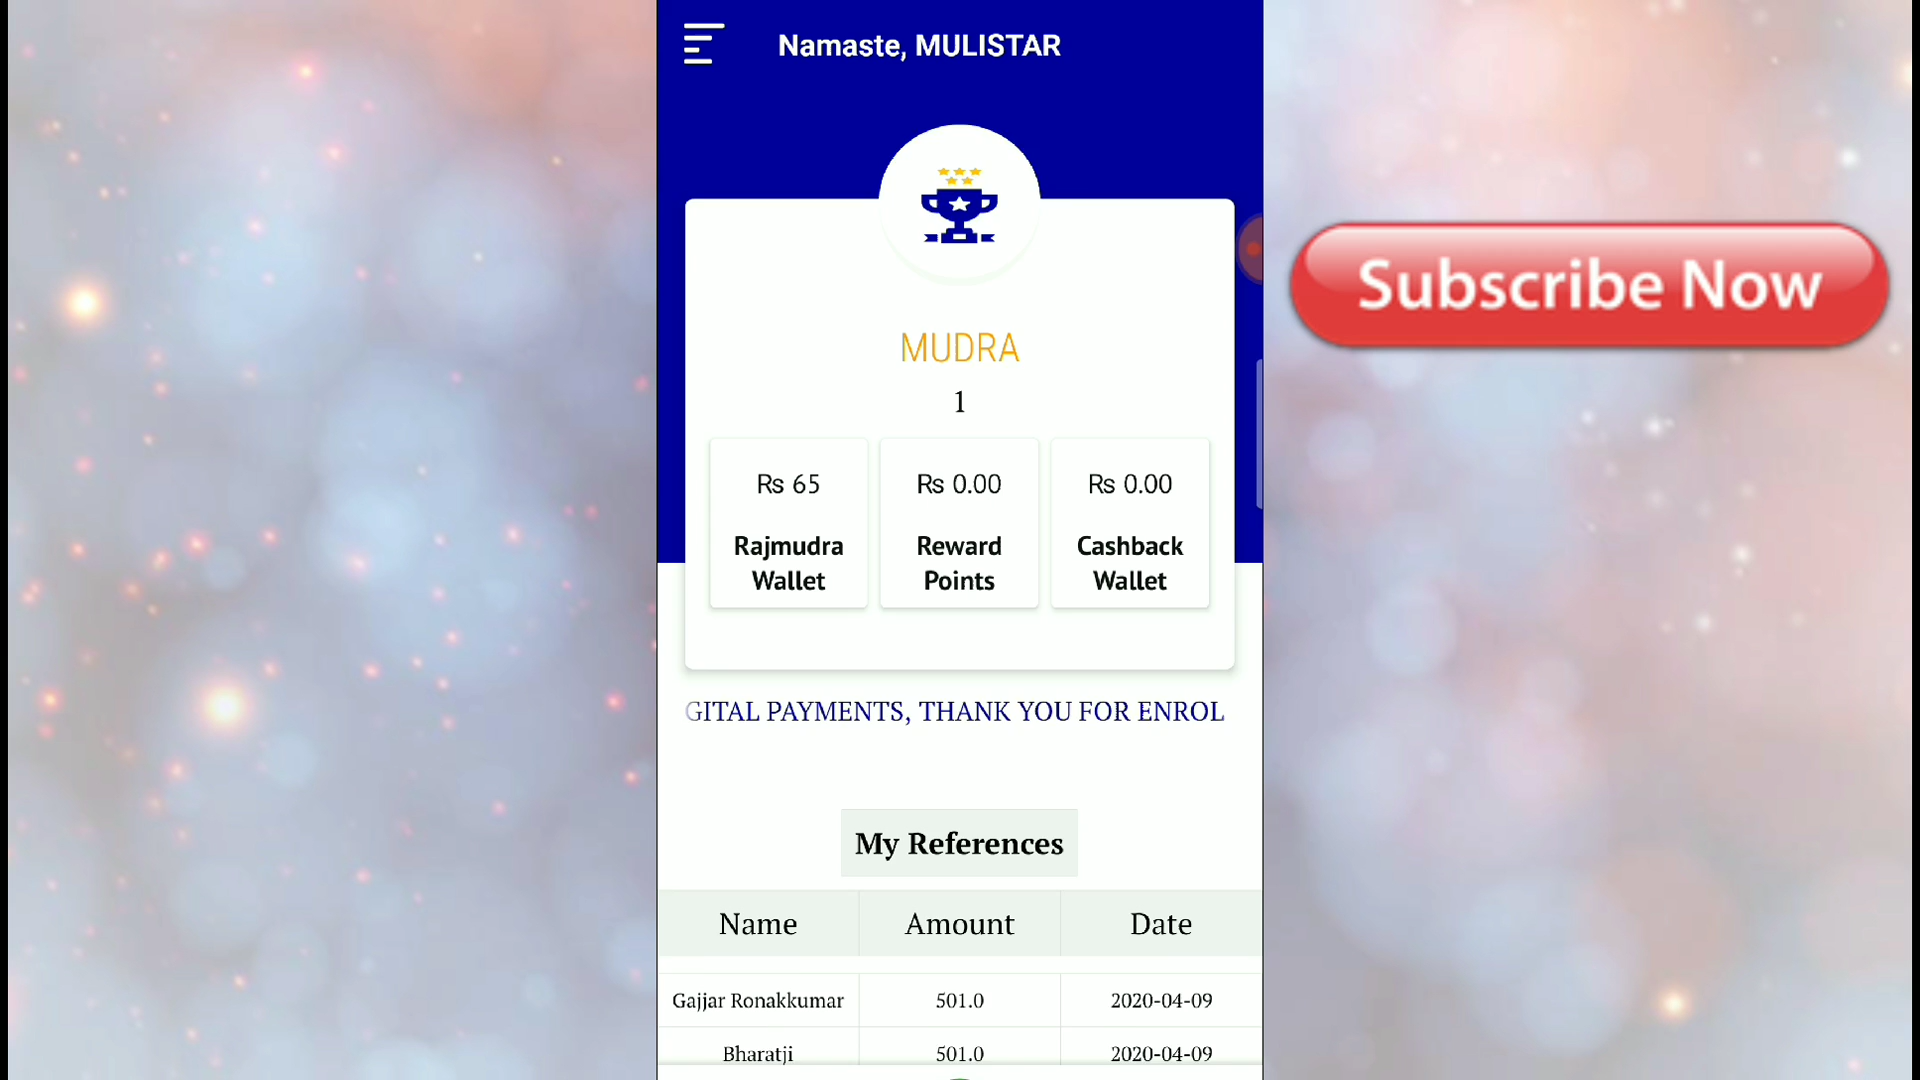 Namaste, MULISTAR
Subscribe Now
MUDRA
1
Rs 65
Rajmudra
Wallet
Rs 0.00
Reward
Points
Rs 0.00
Cashback
Wallet
GITAL PAYMENTS, THANK YOU FOR ENROL
My References
Name Amount Date
Gajjar Ronakkumar 501.0 2020-04-09
Bharatji 501.0 2020-04-09